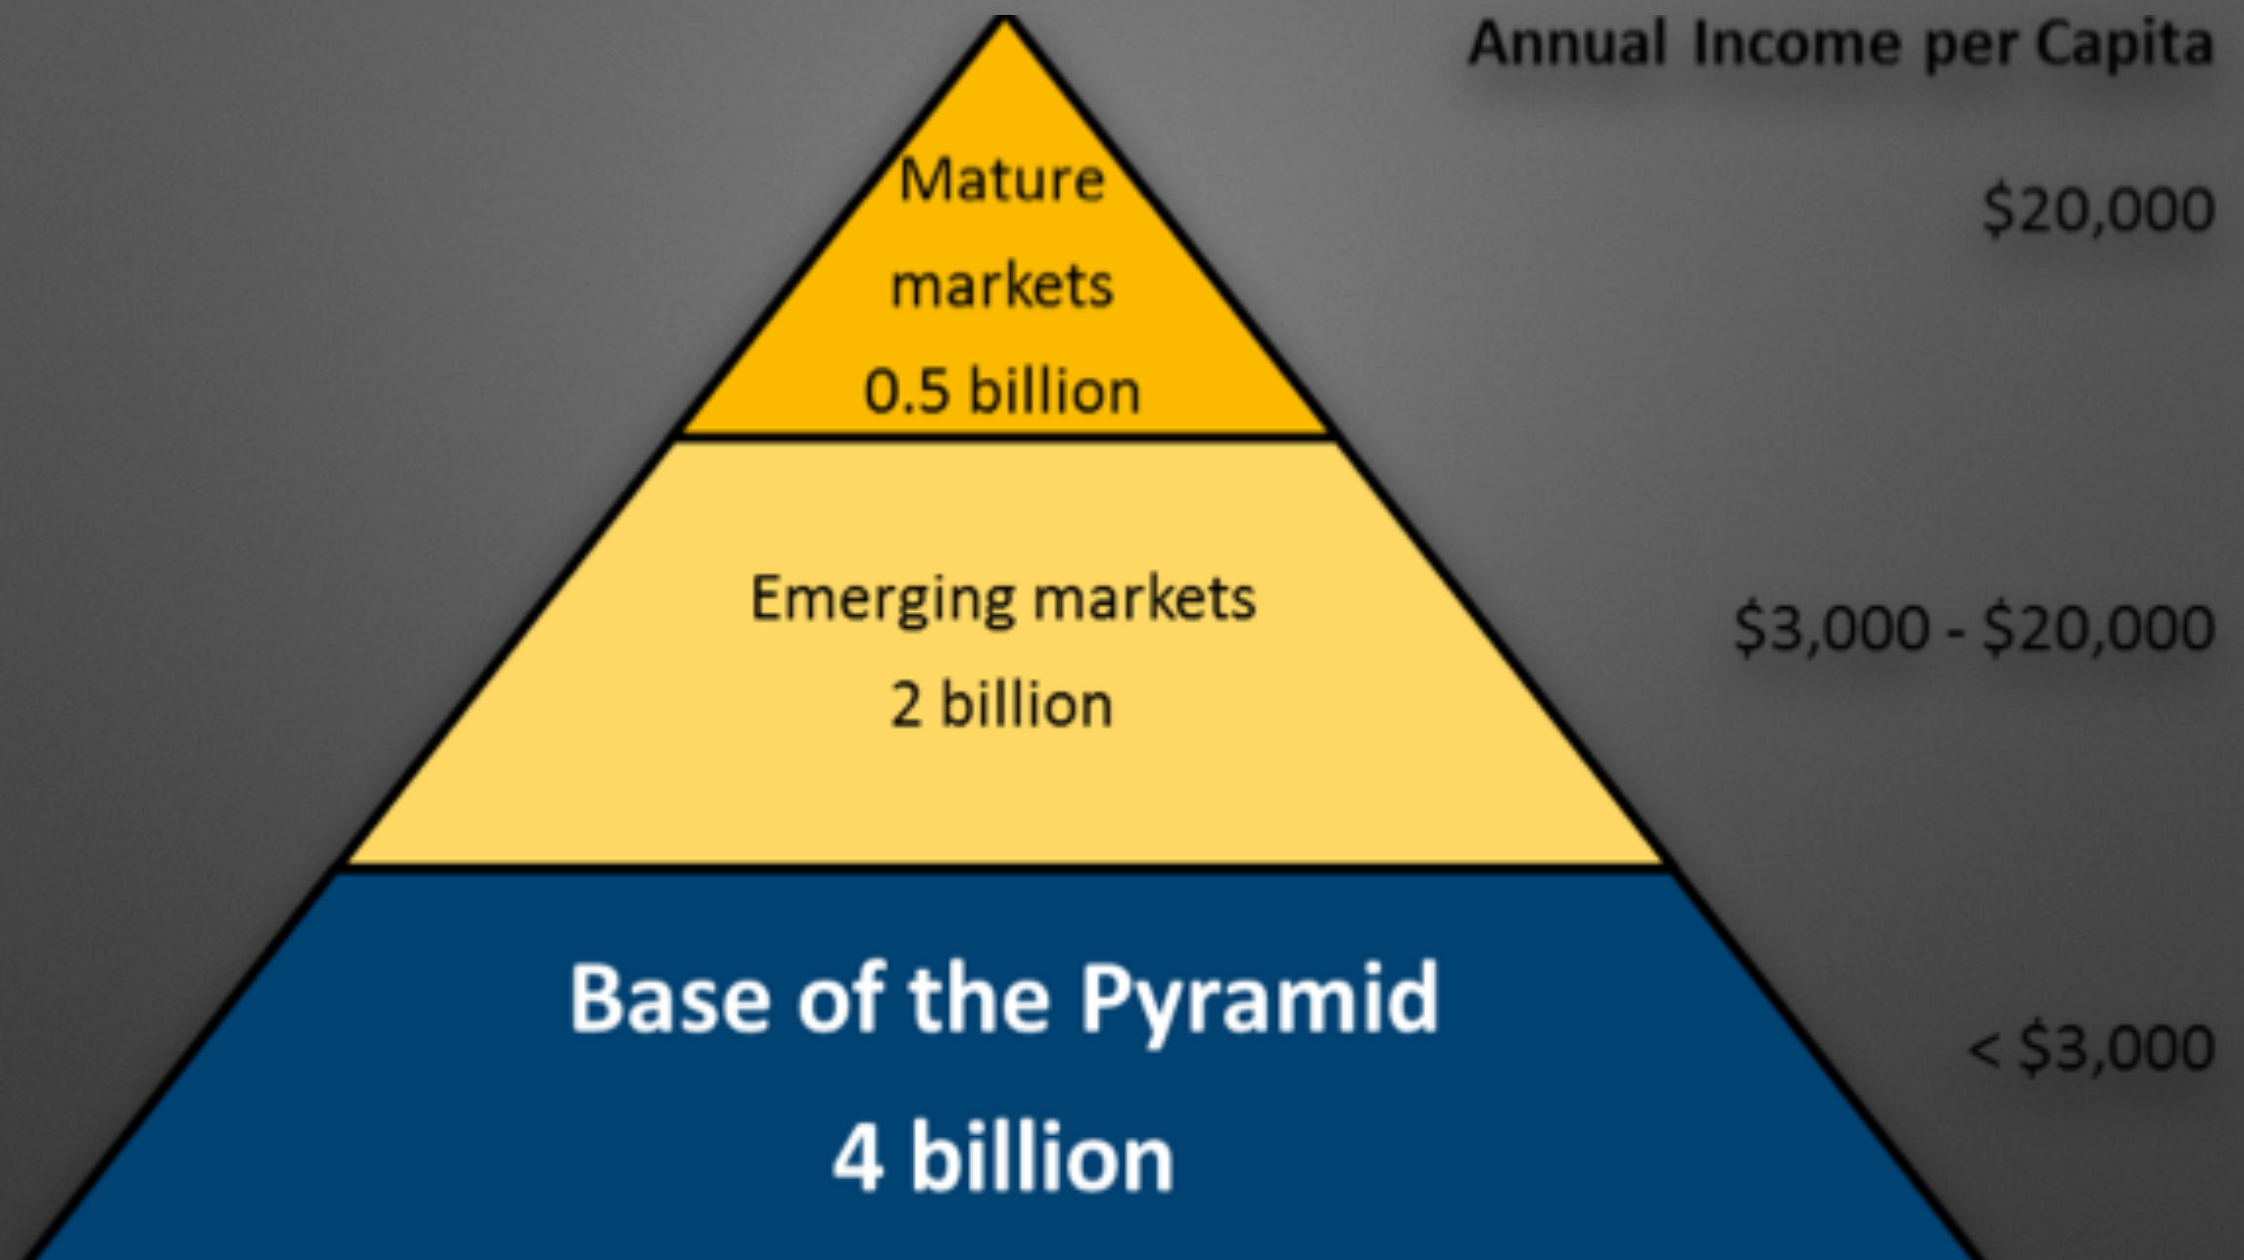 Annual Income per Capita
Mature
markets
0.5 billion
$20,000
Emerging markets
2 billion
$3,000 - $20,000
Base of the Pyramid
4 billion
< $3,000